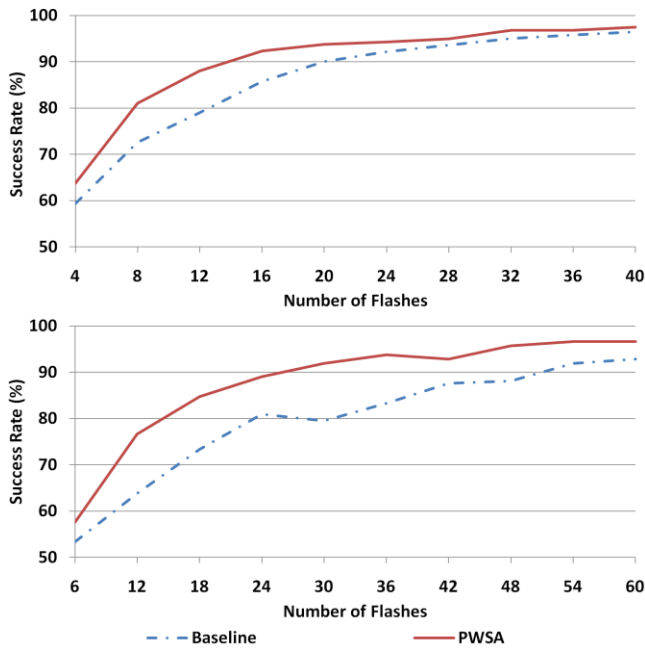 Success Rate (%)
100
90
80
70
60
50
4 8 12 16 20 24 28 32 36 40
Number of Flashes
Success Rate (%)
100
90
80
70
60
50
6 12 18 24 30 36 42 48 54 60
Number of Flashes
Baseline PWSA